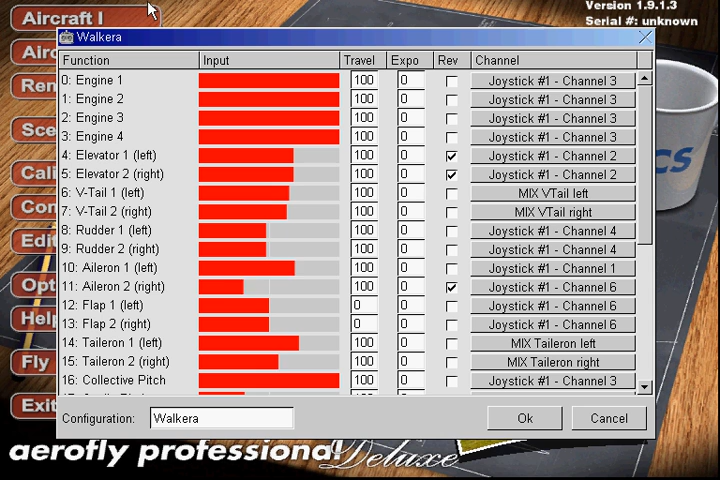 Aircraft I
Version 1.9.1.3
Serial #: unknown
Walkera
Function Input Travel Expo Rev Channel
0: Engine 1 100 0 Joystick #1 - Channel 3
1: Engine 2 100 0 Joystick #1 - Channel 3
2: Engine 3 100 0 Joystick #1 - Channel 3
3: Engine 4 100 0 Joystick #1 - Channel 3
4: Elevator 1 (left) 100 0 Joystick #1 - Channel 2
5: Elevator 2 (right) 100 0 Joystick #1 - Channel 2
6: V-Tail 1 (left) 100 0 MIX VTail left
7: V-Tail 2 (right) 100 0 MIX VTail right
8: Rudder 1 (left) 100 0 Joystick #1 - Channel 4
9: Rudder 2 (right) 100 0 Joystick #1 - Channel 4
10: Aileron 1 (left) 100 0 Joystick #1 - Channel 1
11: Aileron 2 (right) 100 0 Joystick #1 - Channel 6
12: Flap 1 (left) 0 0 Joystick #1 - Channel 6
13: Flap 2 (right) 0 0 Joystick #1 - Channel 6
14: Taileron 1 (left) 100 0 MIX Taileron left
15: Taileron 2 (right) 100 0 MIX Taileron right
16: Collective Pitch 100 0 Joystick #1 - Channel 3
Configuration: Walkera Ok Cancel
Airc
Ren
Sce
Cali
Con
Edit
Opt
Help
Fly
Exit
CS
aerofly professional Deluxe